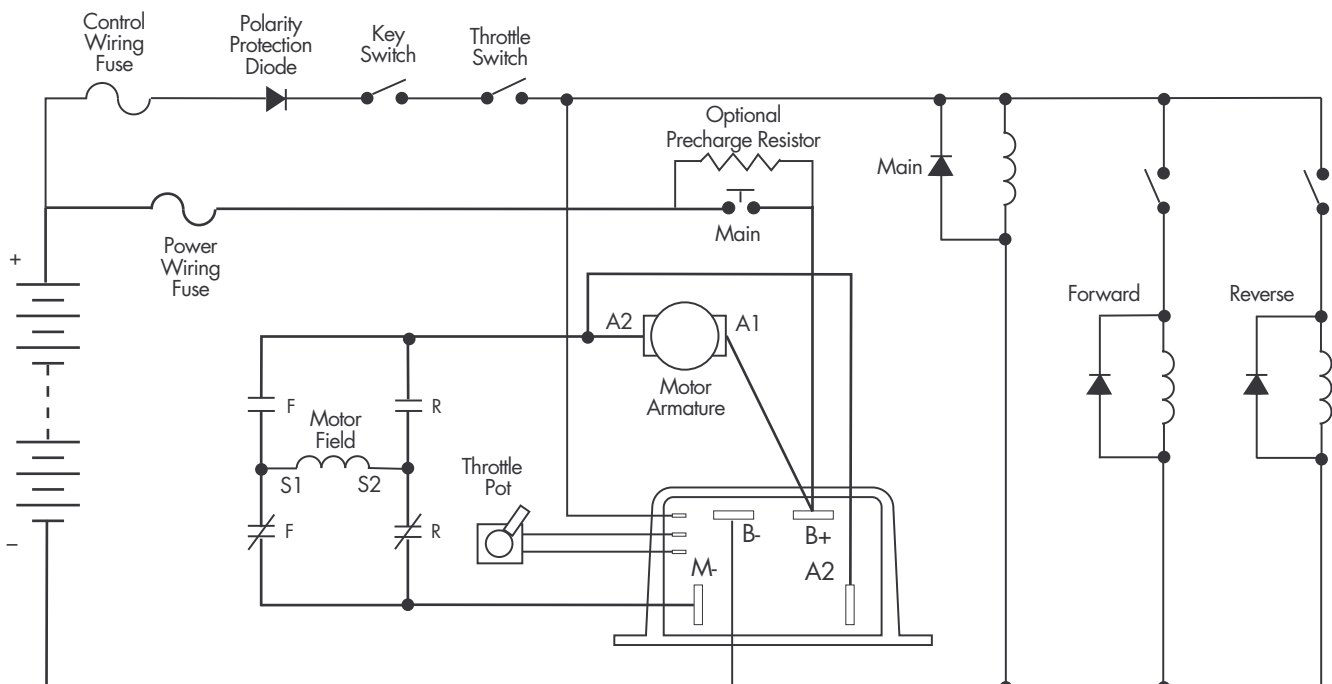 Control
Wiring
Fuse
Polarity
Protection
Diode
Key
Switch
Throttle
Switch
Optional
Precharge Resistor
Main
Main
Power
Wiring
Fuse
+
–
Forward
Reverse
A2
A1
Motor
Armature
F
R
Motor
Field
S1
S2
F
R
Throttle
Pot
B-
B+
M-
A2